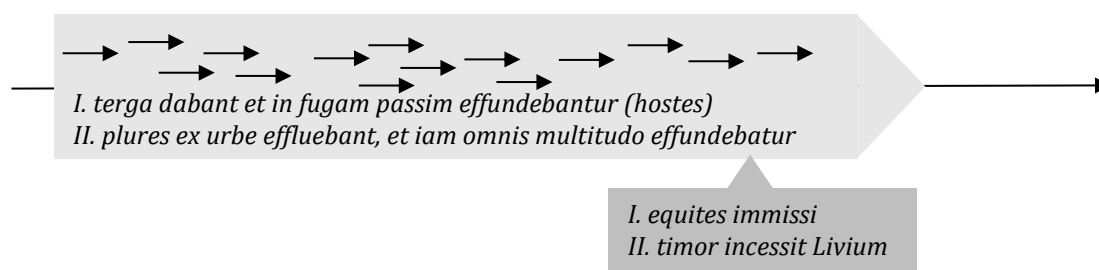 I. terga dabant et in fugam passim effundebantur (hostes)
II. plures ex urbe effluebant, et iam omnis multitudo effundebatur
I. equites immissi
II. timor incessit Livium